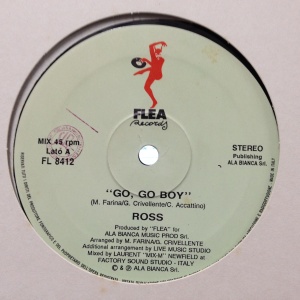 FLEA
Records
MIX 45 rpm.
Lato A
FL 8412
STEREO
Publishing
ALA BIANCA Srl.
"GO, GO BOY"
(M. Farina/G. Crivellente/C. Accattino)
ROSS
Produced by "FLEA" for
ALA BIANCA MUSIC PROD Srl.
Arranged by M. FARINA/G. CRIVELLENTE
Additional arrangement by LIVE MUSIC STUDIO
Mixed by LAURENT "MIX-M" NEWFIELD at
FACTORY SOUND STUDIO - ITALY
© & ℗ ALA BIANCA Srl.